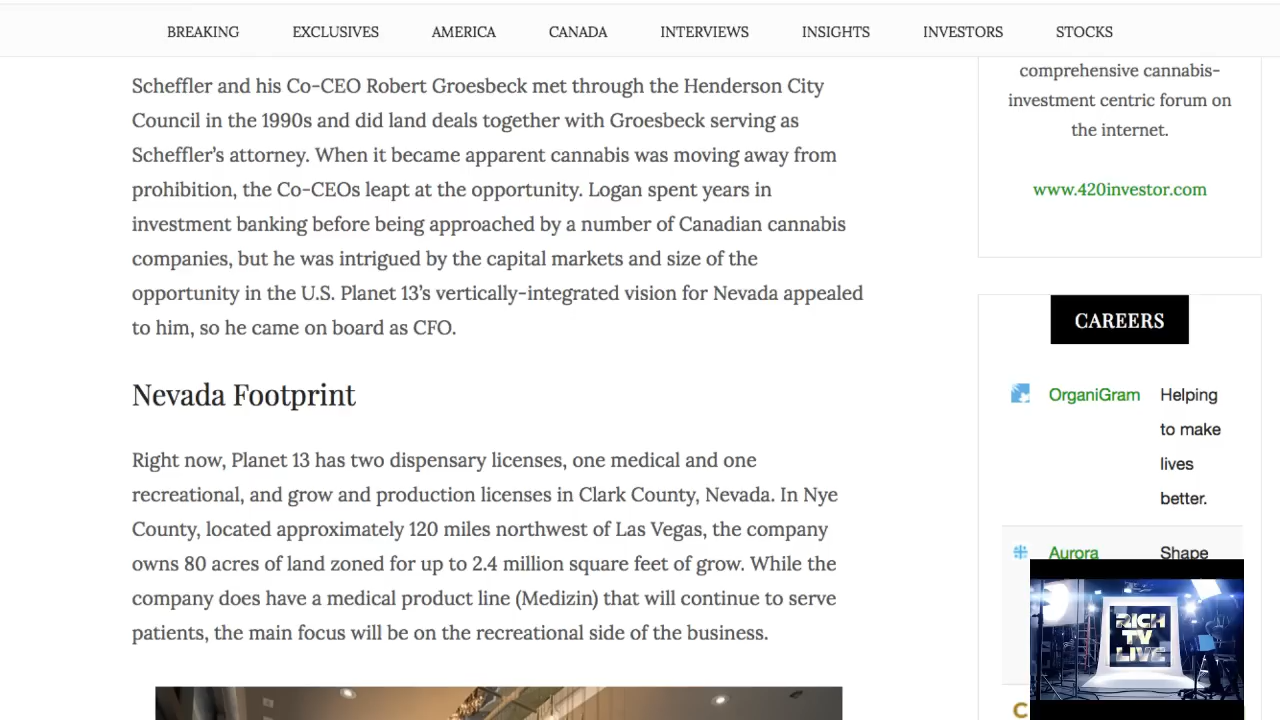 BREAKING EXCLUSIVES AMERICA CANADA INTERVIEWS INSIGHTS INVESTORS STOCKS
Scheffler and his Co-CEO Robert Groesbeck met through the Henderson City
Council in the 1990s and did land deals together with Groesbeck serving as
Scheffler’s attorney. When it became apparent cannabis was moving away from
prohibition, the Co-CEOs leapt at the opportunity. Logan spent years in
investment banking before being approached by a number of Canadian cannabis
companies, but he was intrigued by the capital markets and size of the
opportunity in the U.S. Planet 13’s vertically-integrated vision for Nevada appealed
to him, so he came on board as CFO.
Nevada Footprint
Right now, Planet 13 has two dispensary licenses, one medical and one
recreational, and grow and production licenses in Clark County, Nevada. In Nye
County, located approximately 120 miles northwest of Las Vegas, the company
owns 80 acres of land zoned for up to 2.4 million square feet of grow. While the
company does have a medical product line (Medizin) that will continue to serve
patients, the main focus will be on the recreational side of the business.
comprehensive cannabis-
investment centric forum on
the internet.
www.420investor.com
CAREERS
OrganiGram Helping
to make
lives
better.
Aurora Shape
RICH
TV
LIVE